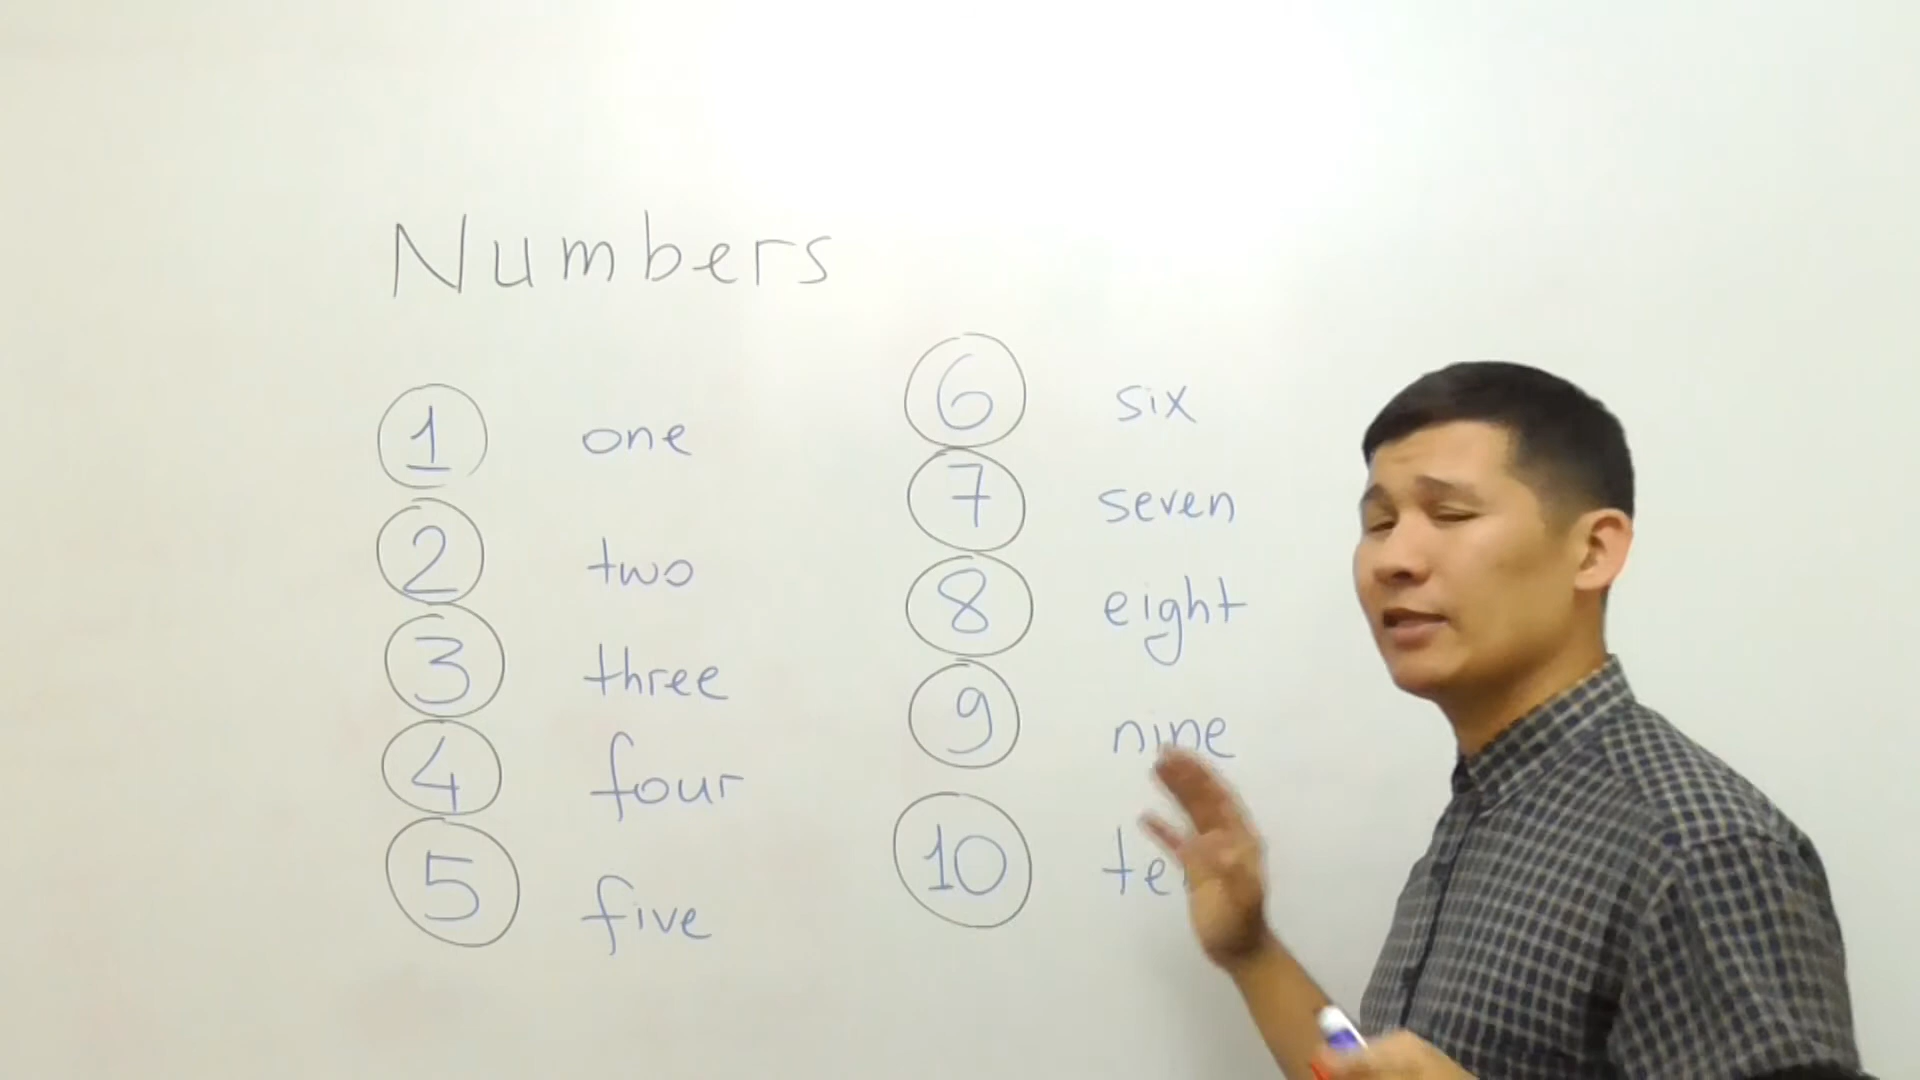 Numbers
1 one
2 two
3 three
4 four
5 five
6 six
7 seven
8 eight
9 nine
10